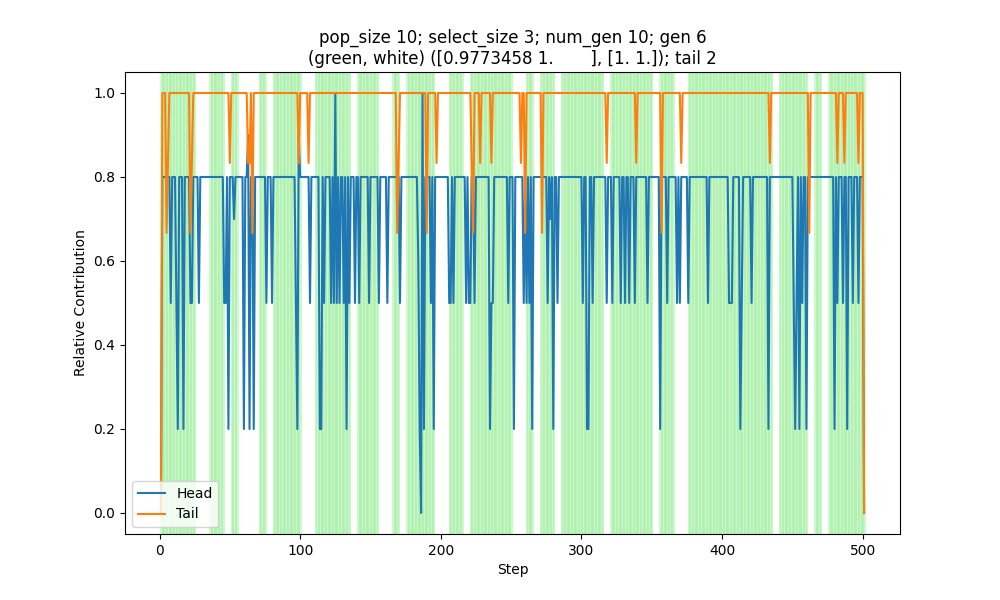 pop_size 10; select_size 3; num_gen 10; gen 6
(green, white) ([0.9773458 1.        ], [1. 1.]); tail 2
1.0
0.8
0.6
0.4
0.2
0.0
Relative Contribution
Head
Tail
0
100
200
300
400
500
Step